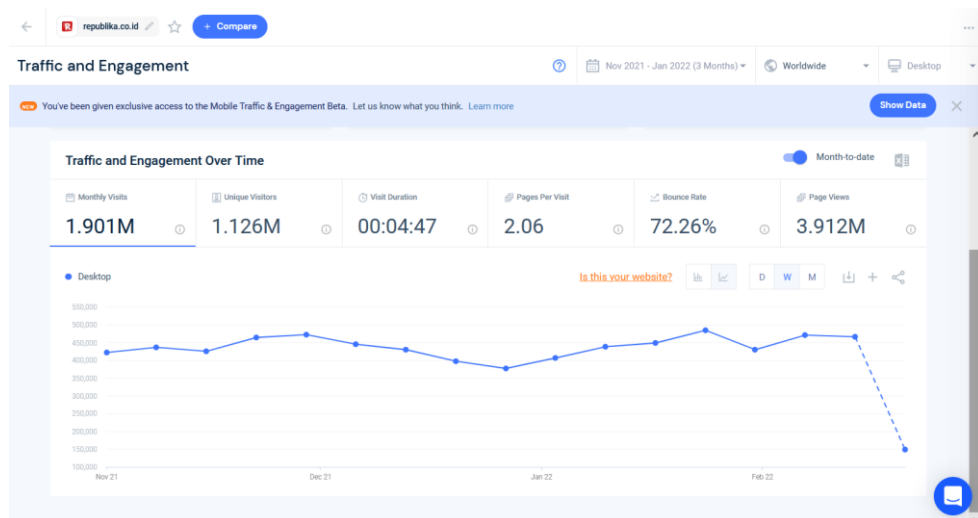 republika.co.id
+ Compare
Traffic and Engagement
Nov 2021 - Jan 2022 (3 Months)
Worldwide
Desktop
NEW You've been given exclusive access to the Mobile Traffic & Engagement Beta. Let us know what you think. Learn more
Show Data
Traffic and Engagement Over Time
Month-to-date
Monthly Visits
1.901M
Unique Visitors
1.126M
Visit Duration
00:04:47
Pages Per Visit
2.06
Bounce Rate
72.26%
Page Views
3.912M
Desktop
Is this your website?
D W M
550,000
500,000
450,000
400,000
350,000
300,000
250,000
200,000
150,000
100,000
Nov 21
Dec 21
Jan 22
Feb 22